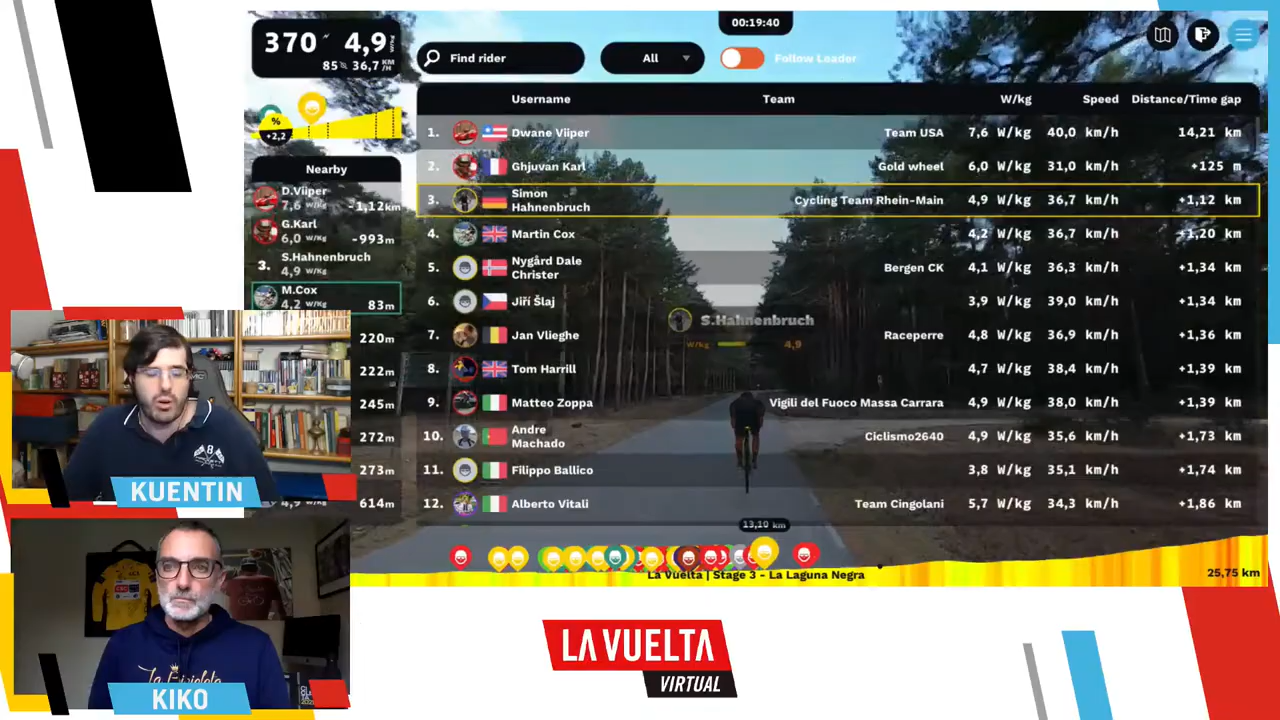 00:19:40
370 W 4,9 W/KG
85 36,7 KM/H
Find rider
All
Follow Leader
%
+2,2
Nearby
D.Viiper
7,6 W/Kg -1,12km
G.Karl
6,0 W/Kg -993m
3. S.Hahnenbruch
4,9 W/Kg
M.Cox
4,2 W/Kg 83m
220m
222m
245m
272m
273m
614m
Username Team W/kg Speed Distance/Time gap
1. Dwane Viiper Team USA 7,6 W/kg 40,0 km/h 14,21 km
2. Ghjuvan Karl Gold wheel 6,0 W/kg 31,0 km/h +125 m
3. Simon Hahnenbruch Cycling Team Rhein-Main 4,9 W/kg 36,7 km/h +1,12 km
4. Martin Cox 4,2 W/kg 36,7 km/h +1,20 km
5. Nygård Dale Christer Bergen CK 4,1 W/kg 36,3 km/h +1,34 km
6. Jiří Šlaj 3,9 W/kg 39,0 km/h +1,34 km
7. Jan Vlieghe Raceperre 4,8 W/kg 36,9 km/h +1,36 km
8. Tom Harrill 4,7 W/kg 38,4 km/h +1,39 km
9. Matteo Zoppa Vigili del Fuoco Massa Carrara 4,9 W/kg 38,0 km/h +1,39 km
10. Andre Machado Ciclismo2640 4,9 W/kg 35,6 km/h +1,73 km
11. Filippo Ballico 3,8 W/kg 35,1 km/h +1,74 km
12. Alberto Vitali Team Cingolani 5,7 W/kg 34,3 km/h +1,86 km
S.Hahnenbruch
W/kg 4,9
13,10 km
La Vuelta | Stage 3 - La Laguna Negra
25,75 km
KUENTIN
KIKO
LA VUELTA
VIRTUAL